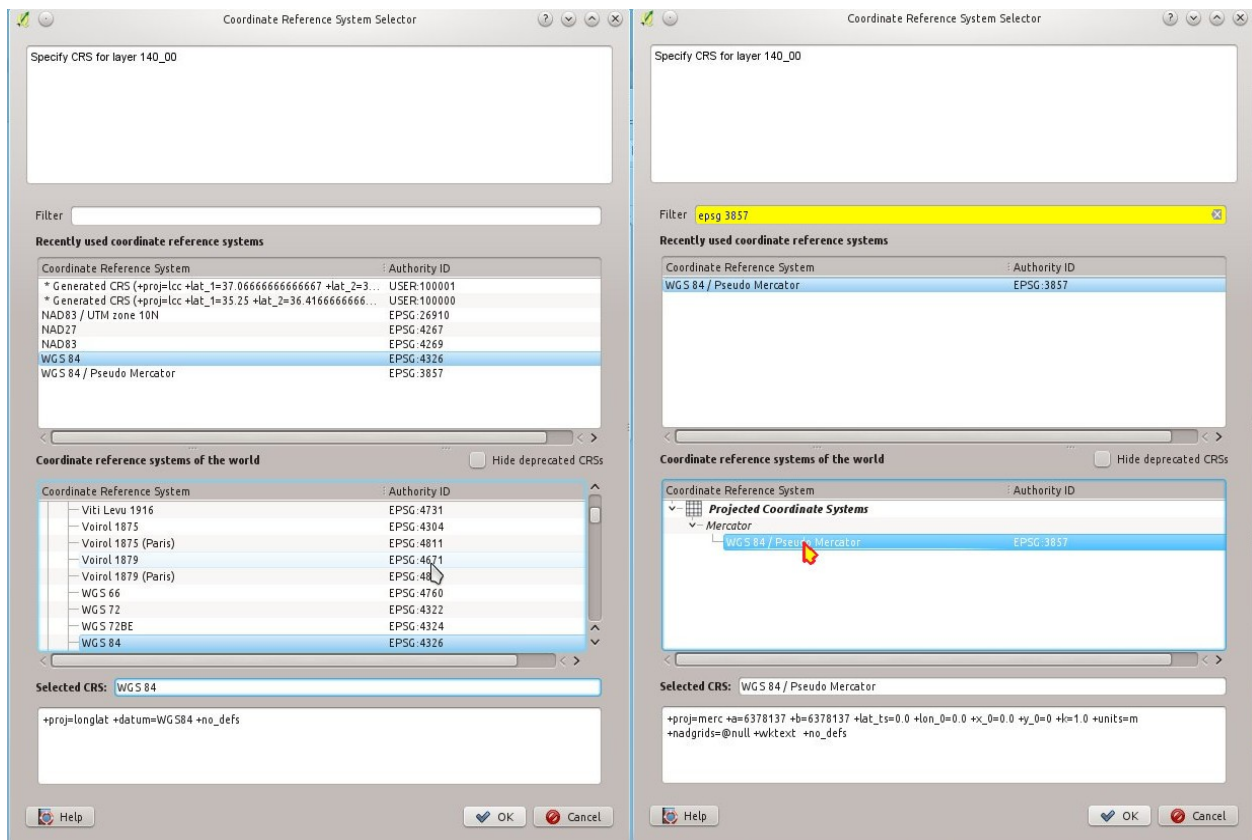 Coordinate Reference System Selector
Specify CRS for layer 140_00
Filter
Recently used coordinate reference systems
Coordinate Reference System Authority ID
* Generated CRS (+proj=lcc +lat_1=37.06666666666667 +lat_2=3... USER:100001
* Generated CRS (+proj=lcc +lat_1=35.25 +lat_2=36.4166666666... USER:100000
NAD83 / UTM zone 10N EPSG:26910
NAD27 EPSG:4267
NAD83 EPSG:4269
WGS 84 EPSG:4326
WGS 84 / Pseudo Mercator EPSG:3857
Coordinate reference systems of the world Hide deprecated CRSs
Coordinate Reference System Authority ID
Viti Levu 1916 EPSG:4731
Voirol 1875 EPSG:4304
Voirol 1875 (Paris) EPSG:4811
Voirol 1879 EPSG:4671
Voirol 1879 (Paris)
WGS 66 EPSG:4760
WGS 72 EPSG:4322
WGS 72BE EPSG:4324
WGS 84 EPSG:4326
Selected CRS: WGS 84
+proj=longlat +datum=WGS84 +no_defs
Help OK Cancel
Coordinate Reference System Selector
Specify CRS for layer 140_00
Filter epsg 3857
Recently used coordinate reference systems
Coordinate Reference System Authority ID
WGS 84 / Pseudo Mercator EPSG:3857
Coordinate reference systems of the world Hide deprecated CRSs
Coordinate Reference System Authority ID
Projected Coordinate Systems
Mercator
WGS 84 / Pseudo Mercator EPSG:3857
Selected CRS: WGS 84 / Pseudo Mercator
+proj=merc +a=6378137 +b=6378137 +lat_ts=0.0 +lon_0=0.0 +x_0=0.0 +y_0=0 +k=1.0 +units=m
+nadgrids=@null +wktext +no_defs
Help OK Cancel